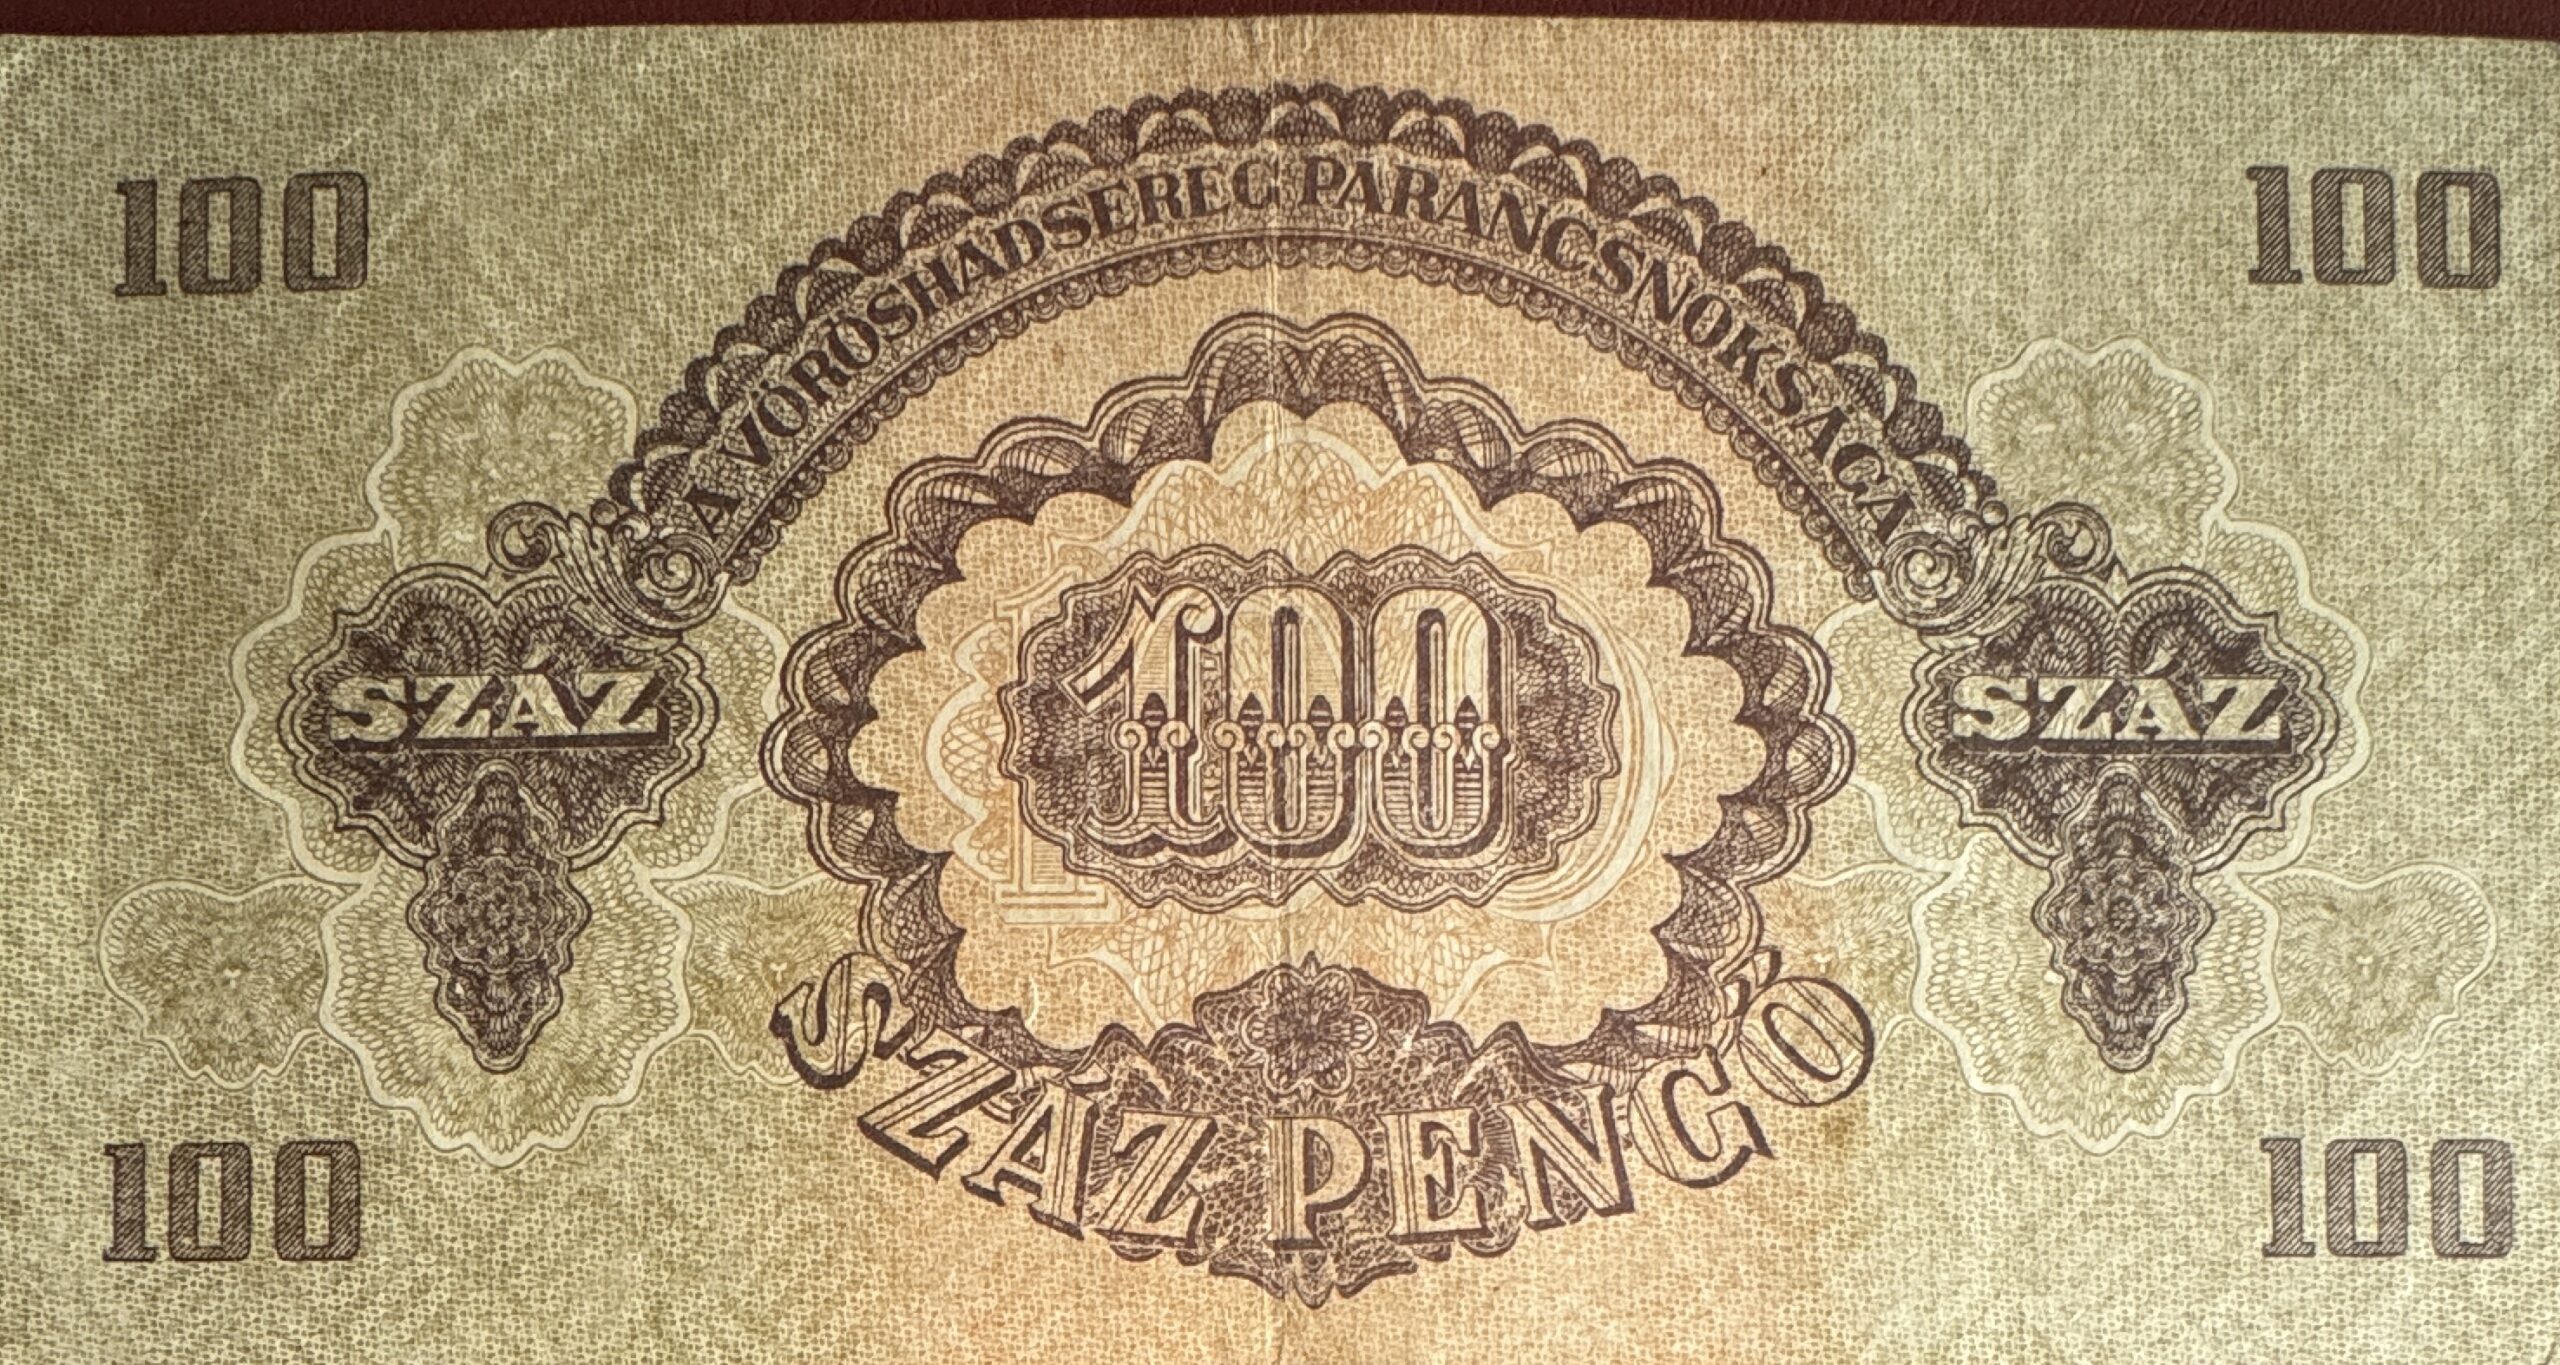 100 100
A VÖRÖSHADSEREG PARANCSNOKSÁGA
SZÁZ 100 SZÁZ
SZÁZ PENGŐ
100 100